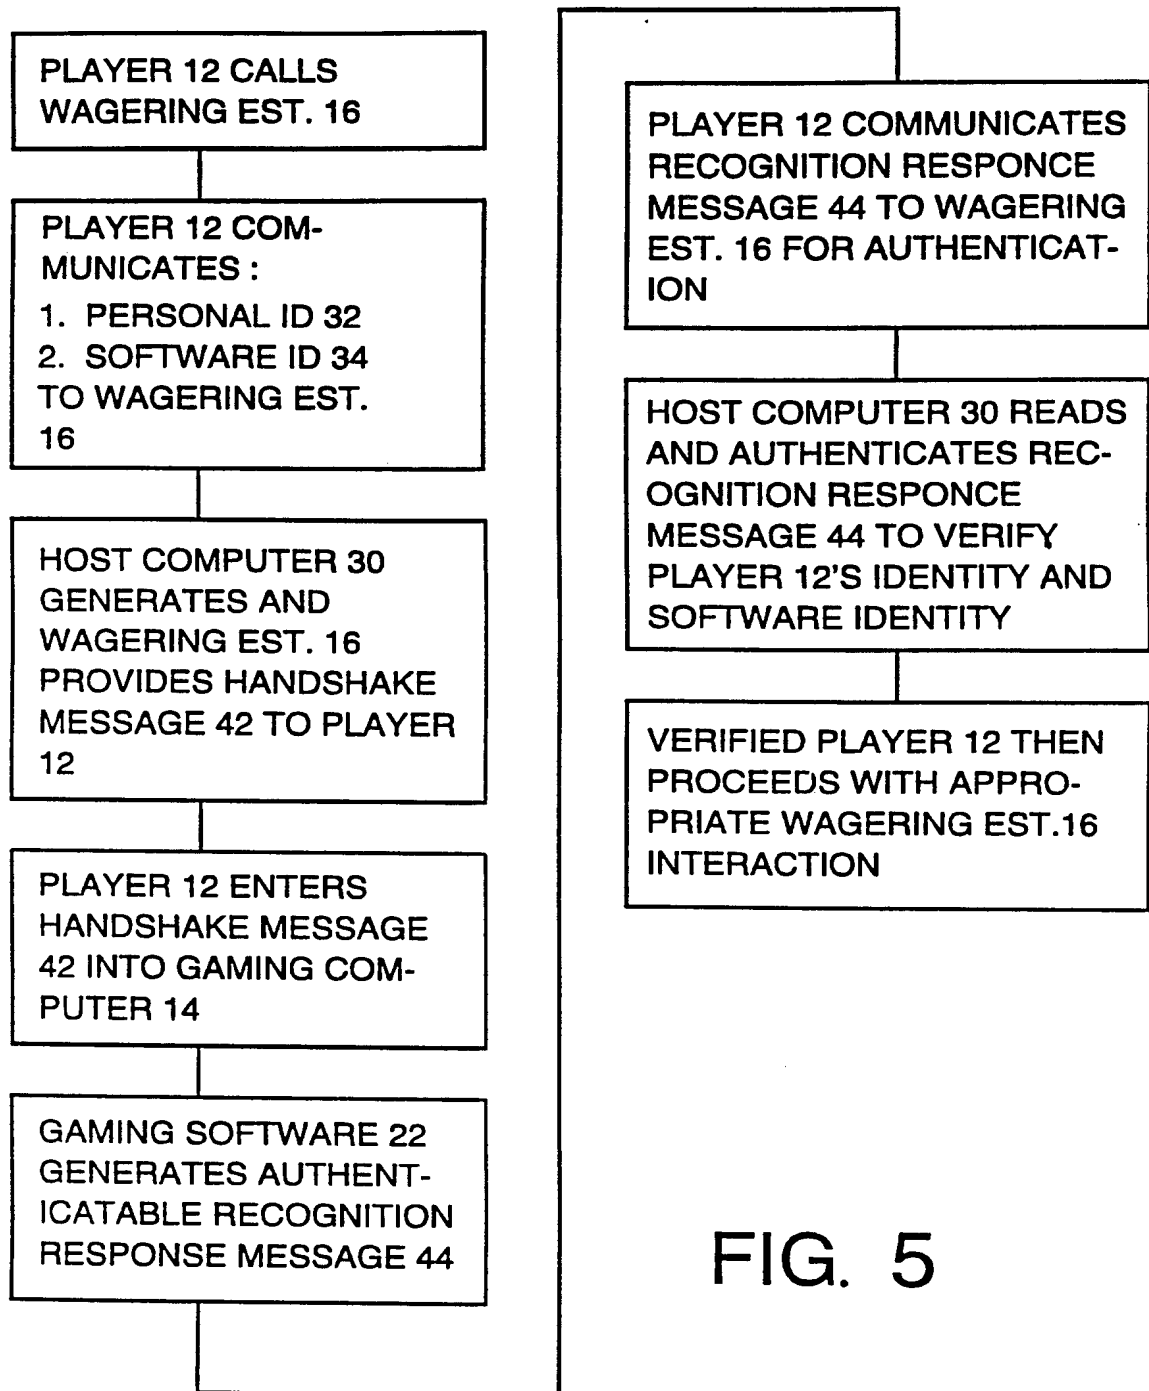 PLAYER 12 CALLS
WAGERING EST. 16
PLAYER 12 COM-
MUNICATES :
1. PERSONAL ID 32
2. SOFTWARE ID 34
TO WAGERING EST.
16
HOST COMPUTER 30
GENERATES AND
WAGERING EST. 16
PROVIDES HANDSHAKE
MESSAGE 42 TO PLAYER
12
PLAYER 12 ENTERS
HANDSHAKE MESSAGE
42 INTO GAMING COM-
PUTER 14
GAMING SOFTWARE 22
GENERATES AUTHENT-
ICATABLE RECOGNITION
RESPONSE MESSAGE 44
PLAYER 12 COMMUNICATES
RECOGNITION RESPONCE
MESSAGE 44 TO WAGERING
EST. 16 FOR AUTHENTICAT-
ION
HOST COMPUTER 30 READS
AND AUTHENTICATES REC-
OGNITION RESPONCE
MESSAGE 44 TO VERIFY
PLAYER 12'S IDENTITY AND
SOFTWARE IDENTITY
VERIFIED PLAYER 12 THEN
PROCEEDS WITH APPRO-
PRIATE WAGERING EST.16
INTERACTION
FIG. 5